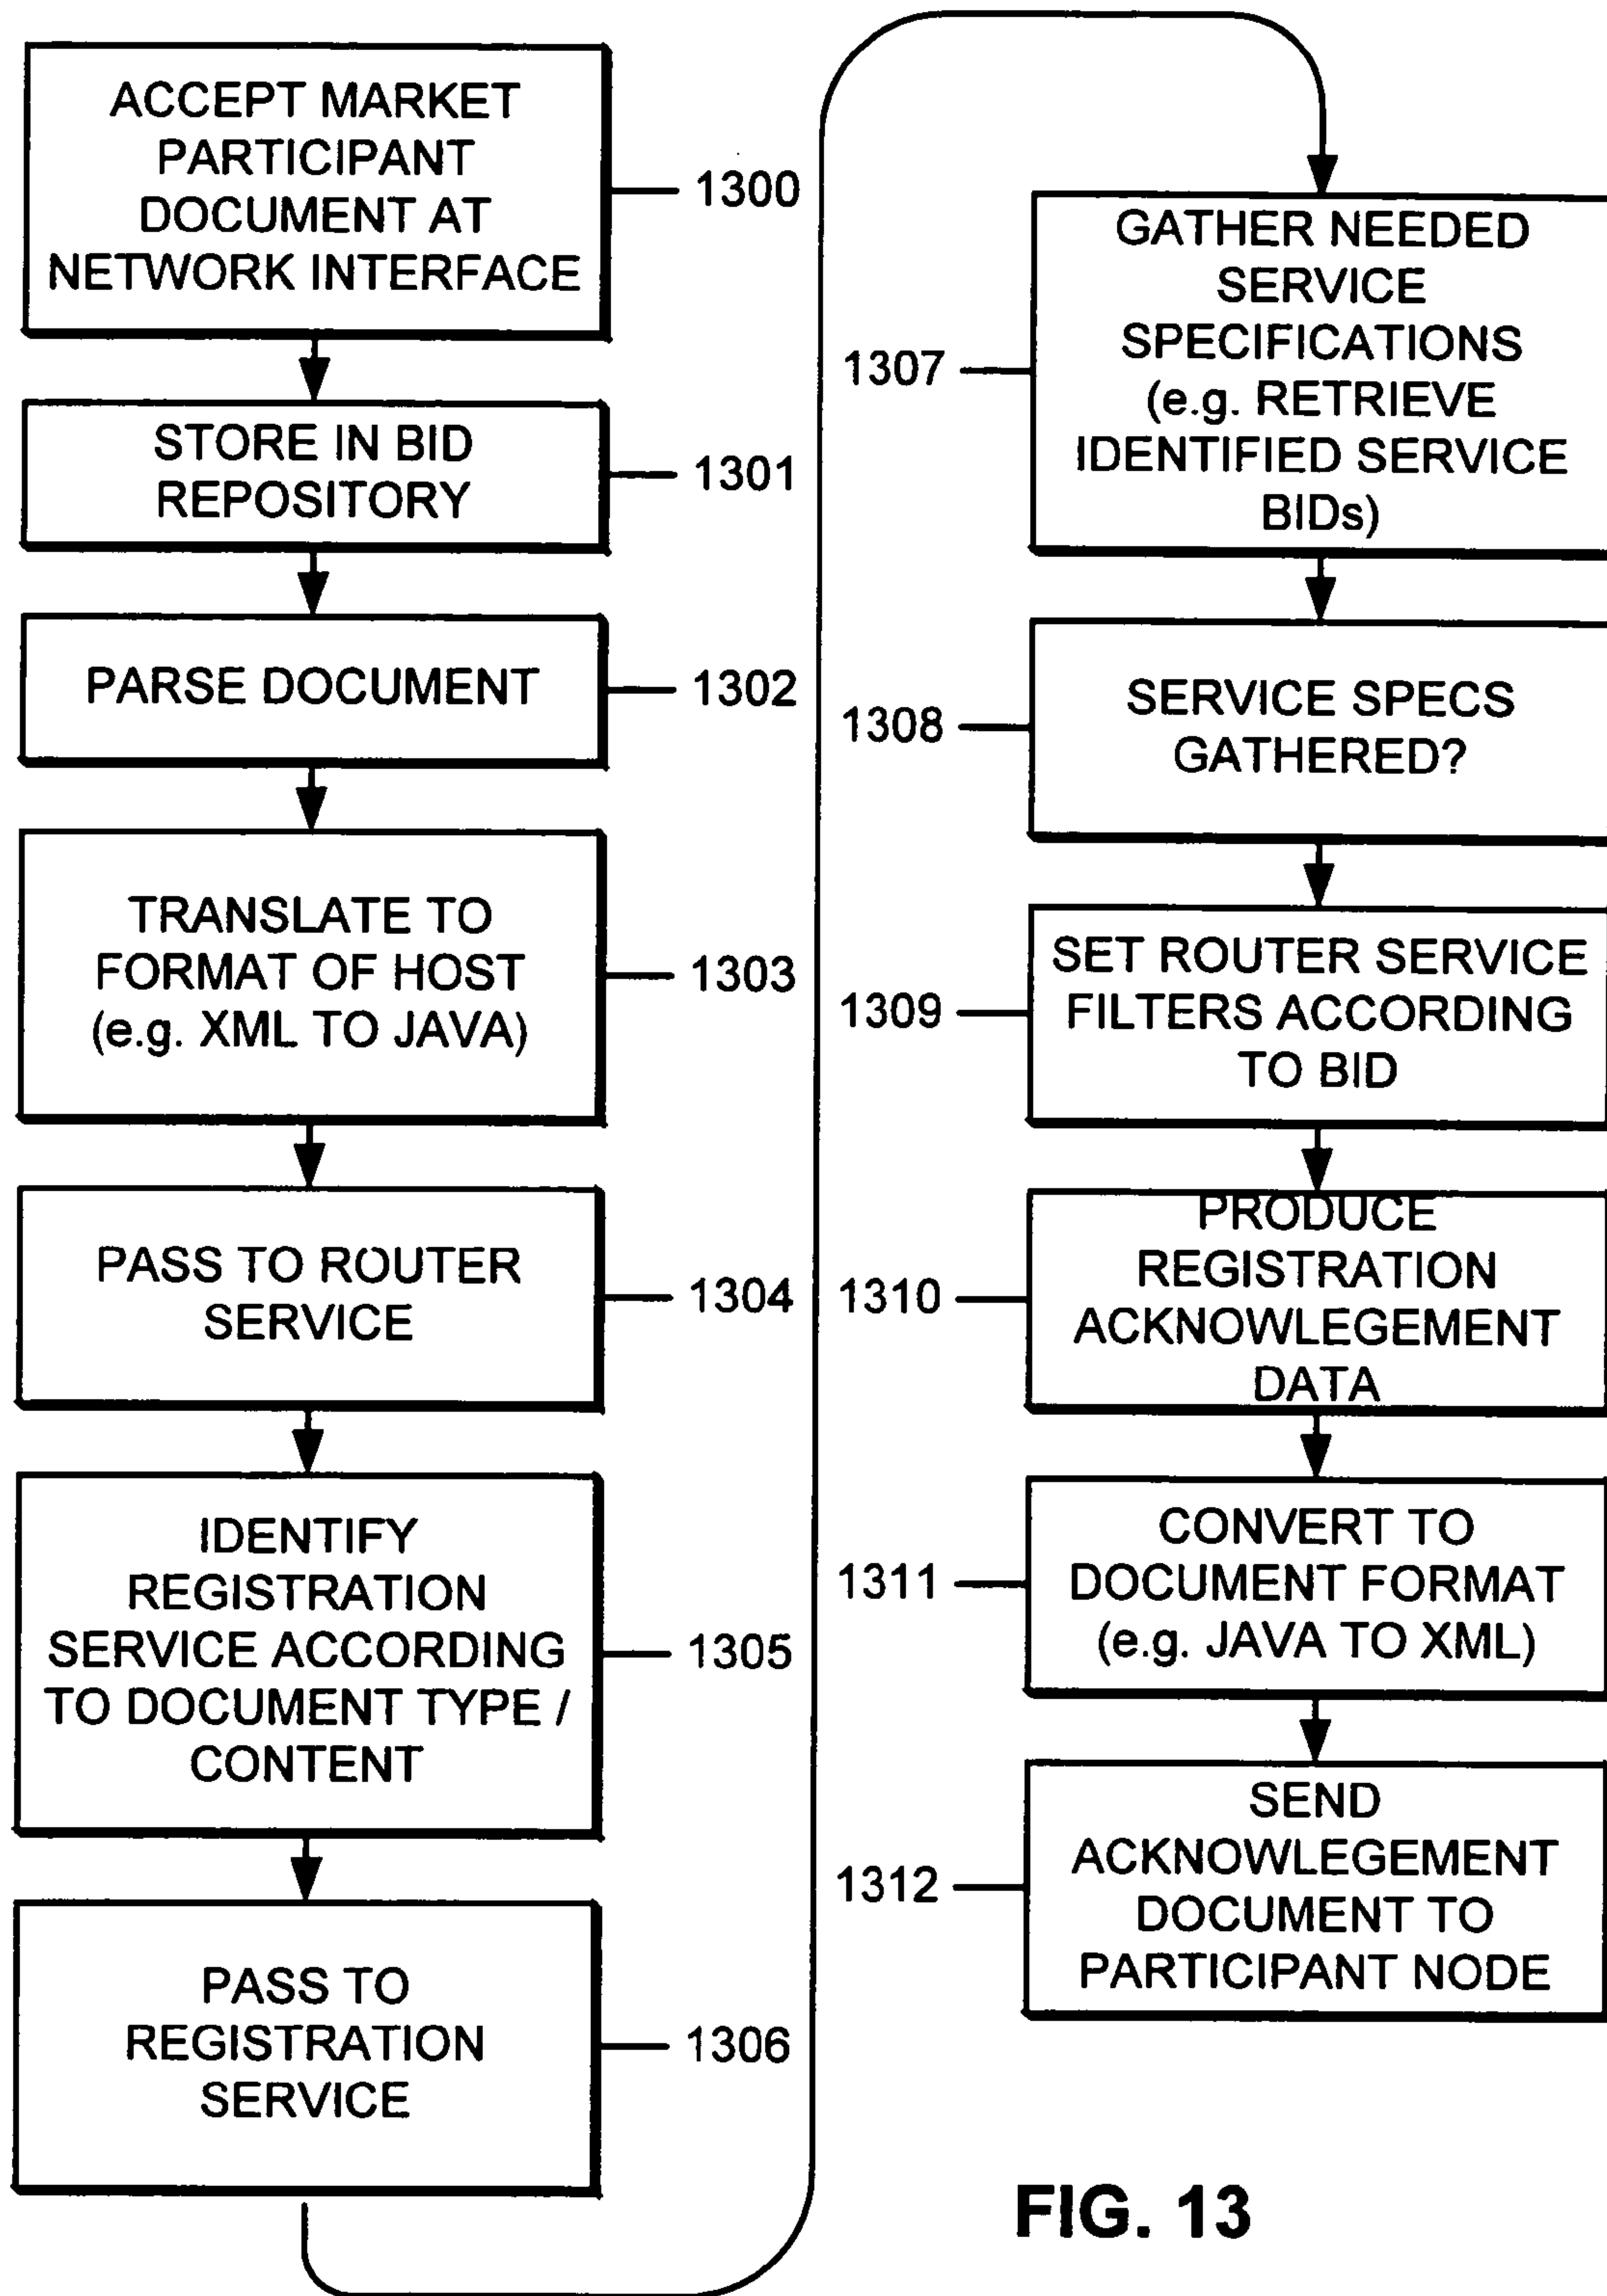 ACCEPT MARKET
PARTICIPANT
DOCUMENT AT
NETWORK INTERFACE
1300
STORE IN BID
REPOSITORY
1301
PARSE DOCUMENT
1302
TRANSLATE TO
FORMAT OF HOST
(e.g. XML TO JAVA)
1303
PASS TO ROUTER
SERVICE
1304
IDENTIFY
REGISTRATION
SERVICE ACCORDING
TO DOCUMENT TYPE /
CONTENT
1305
PASS TO
REGISTRATION
SERVICE
1306
GATHER NEEDED
SERVICE
SPECIFICATIONS
(e.g. RETRIEVE
IDENTIFIED SERVICE
BIDs)
1307
SERVICE SPECS
GATHERED?
1308
SET ROUTER SERVICE
FILTERS ACCORDING
TO BID
1309
PRODUCE
REGISTRATION
ACKNOWLEGEMENT
DATA
1310
CONVERT TO
DOCUMENT FORMAT
(e.g. JAVA TO XML)
1311
SEND
ACKNOWLEGEMENT
DOCUMENT TO
PARTICIPANT NODE
1312
FIG. 13